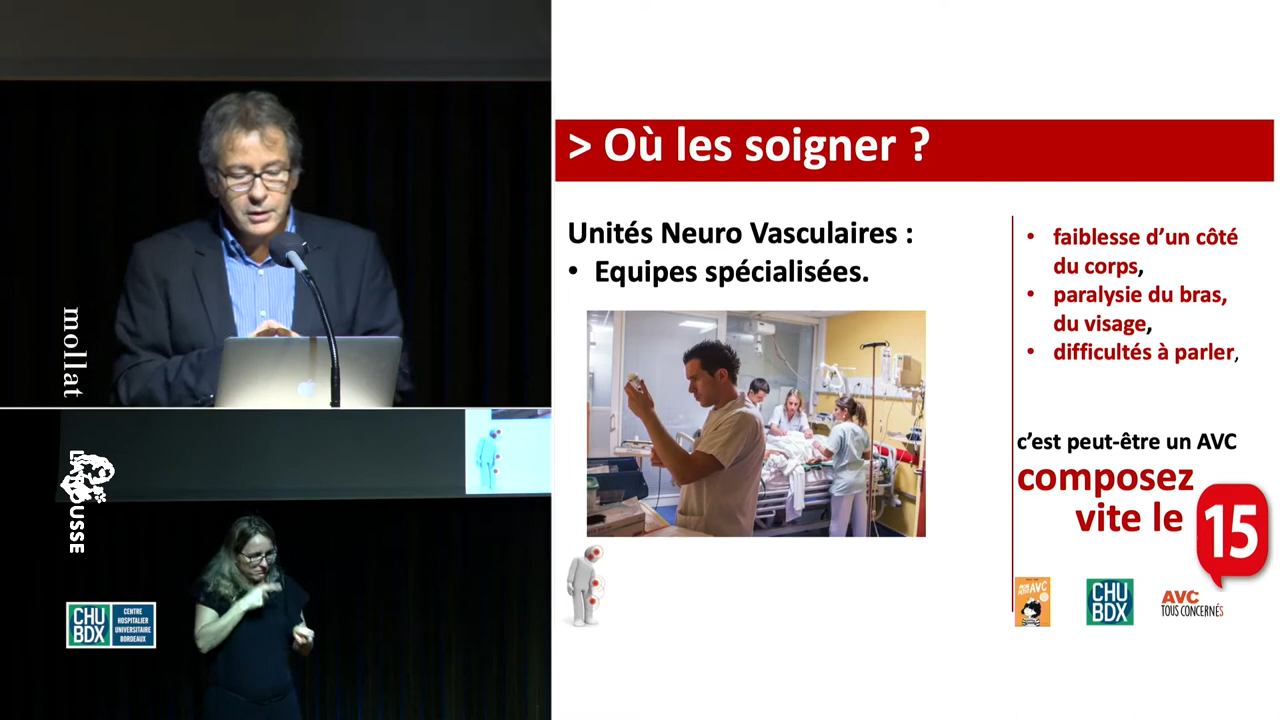 mollat
LAROUSSE
CHU
BDX
CENTRE
HOSPITALIER
UNIVERSITAIRE
BORDEAUX
> Où les soigner ?
Unités Neuro Vasculaires :
• Equipes spécialisées.
• faiblesse d’un côté
du corps,
• paralysie du bras,
du visage,
• difficultés à parler,
c’est peut-être un AVC
composez
vite le
15
AVC
CHU
BDX
AVC
TOUS CONCERNÉS